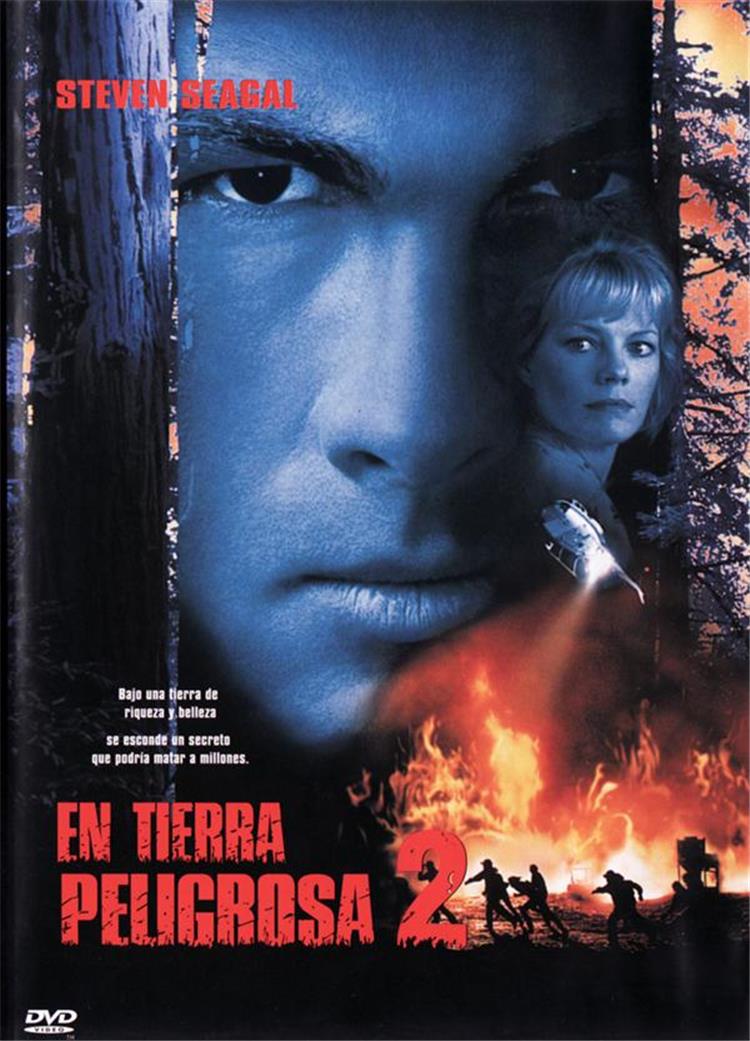 STEVEN SEAGAL
Bajo una tierra de
riqueza y belleza
se esconde un secreto
que podría matar a millones.
EN TIERRA
PELIGROSA 2
DVD
VIDEO
TM